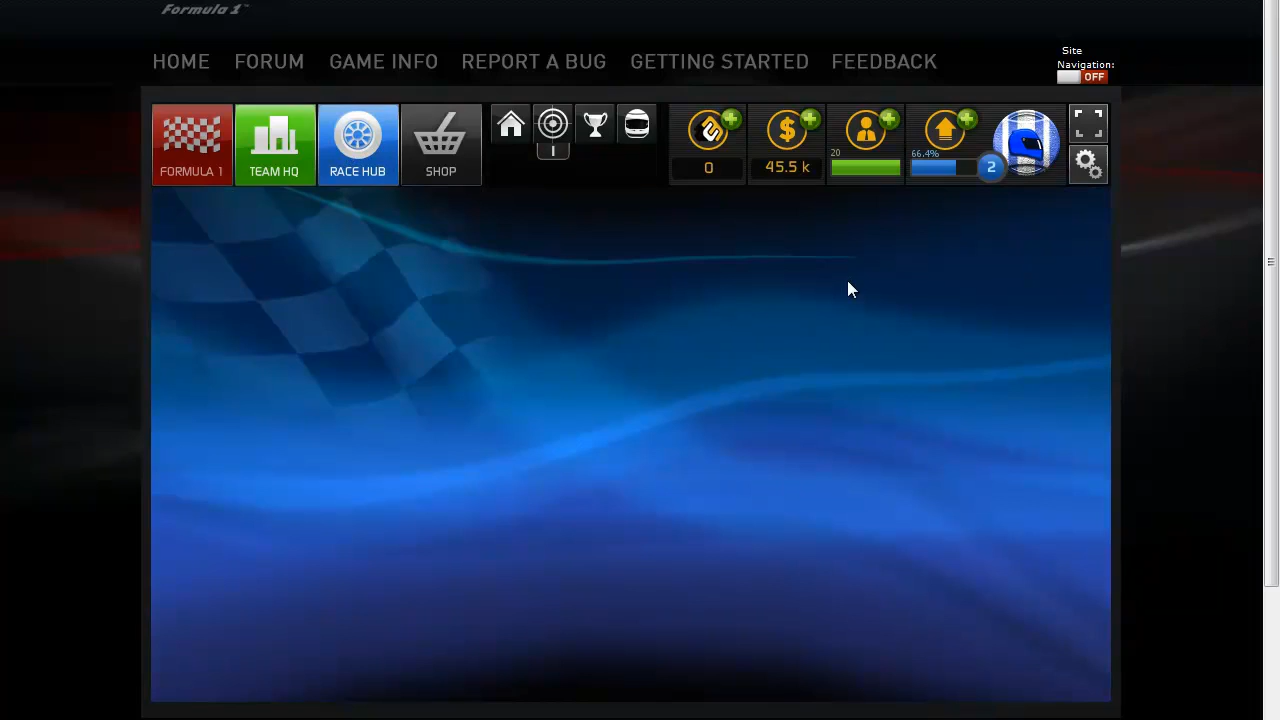 Formula 1™
HOME FORUM GAME INFO REPORT A BUG GETTING STARTED FEEDBACK
Site
Navigation:
OFF
FORMULA 1 TEAM HQ RACE HUB SHOP
I
0 45.5 k 20 66.4% 2